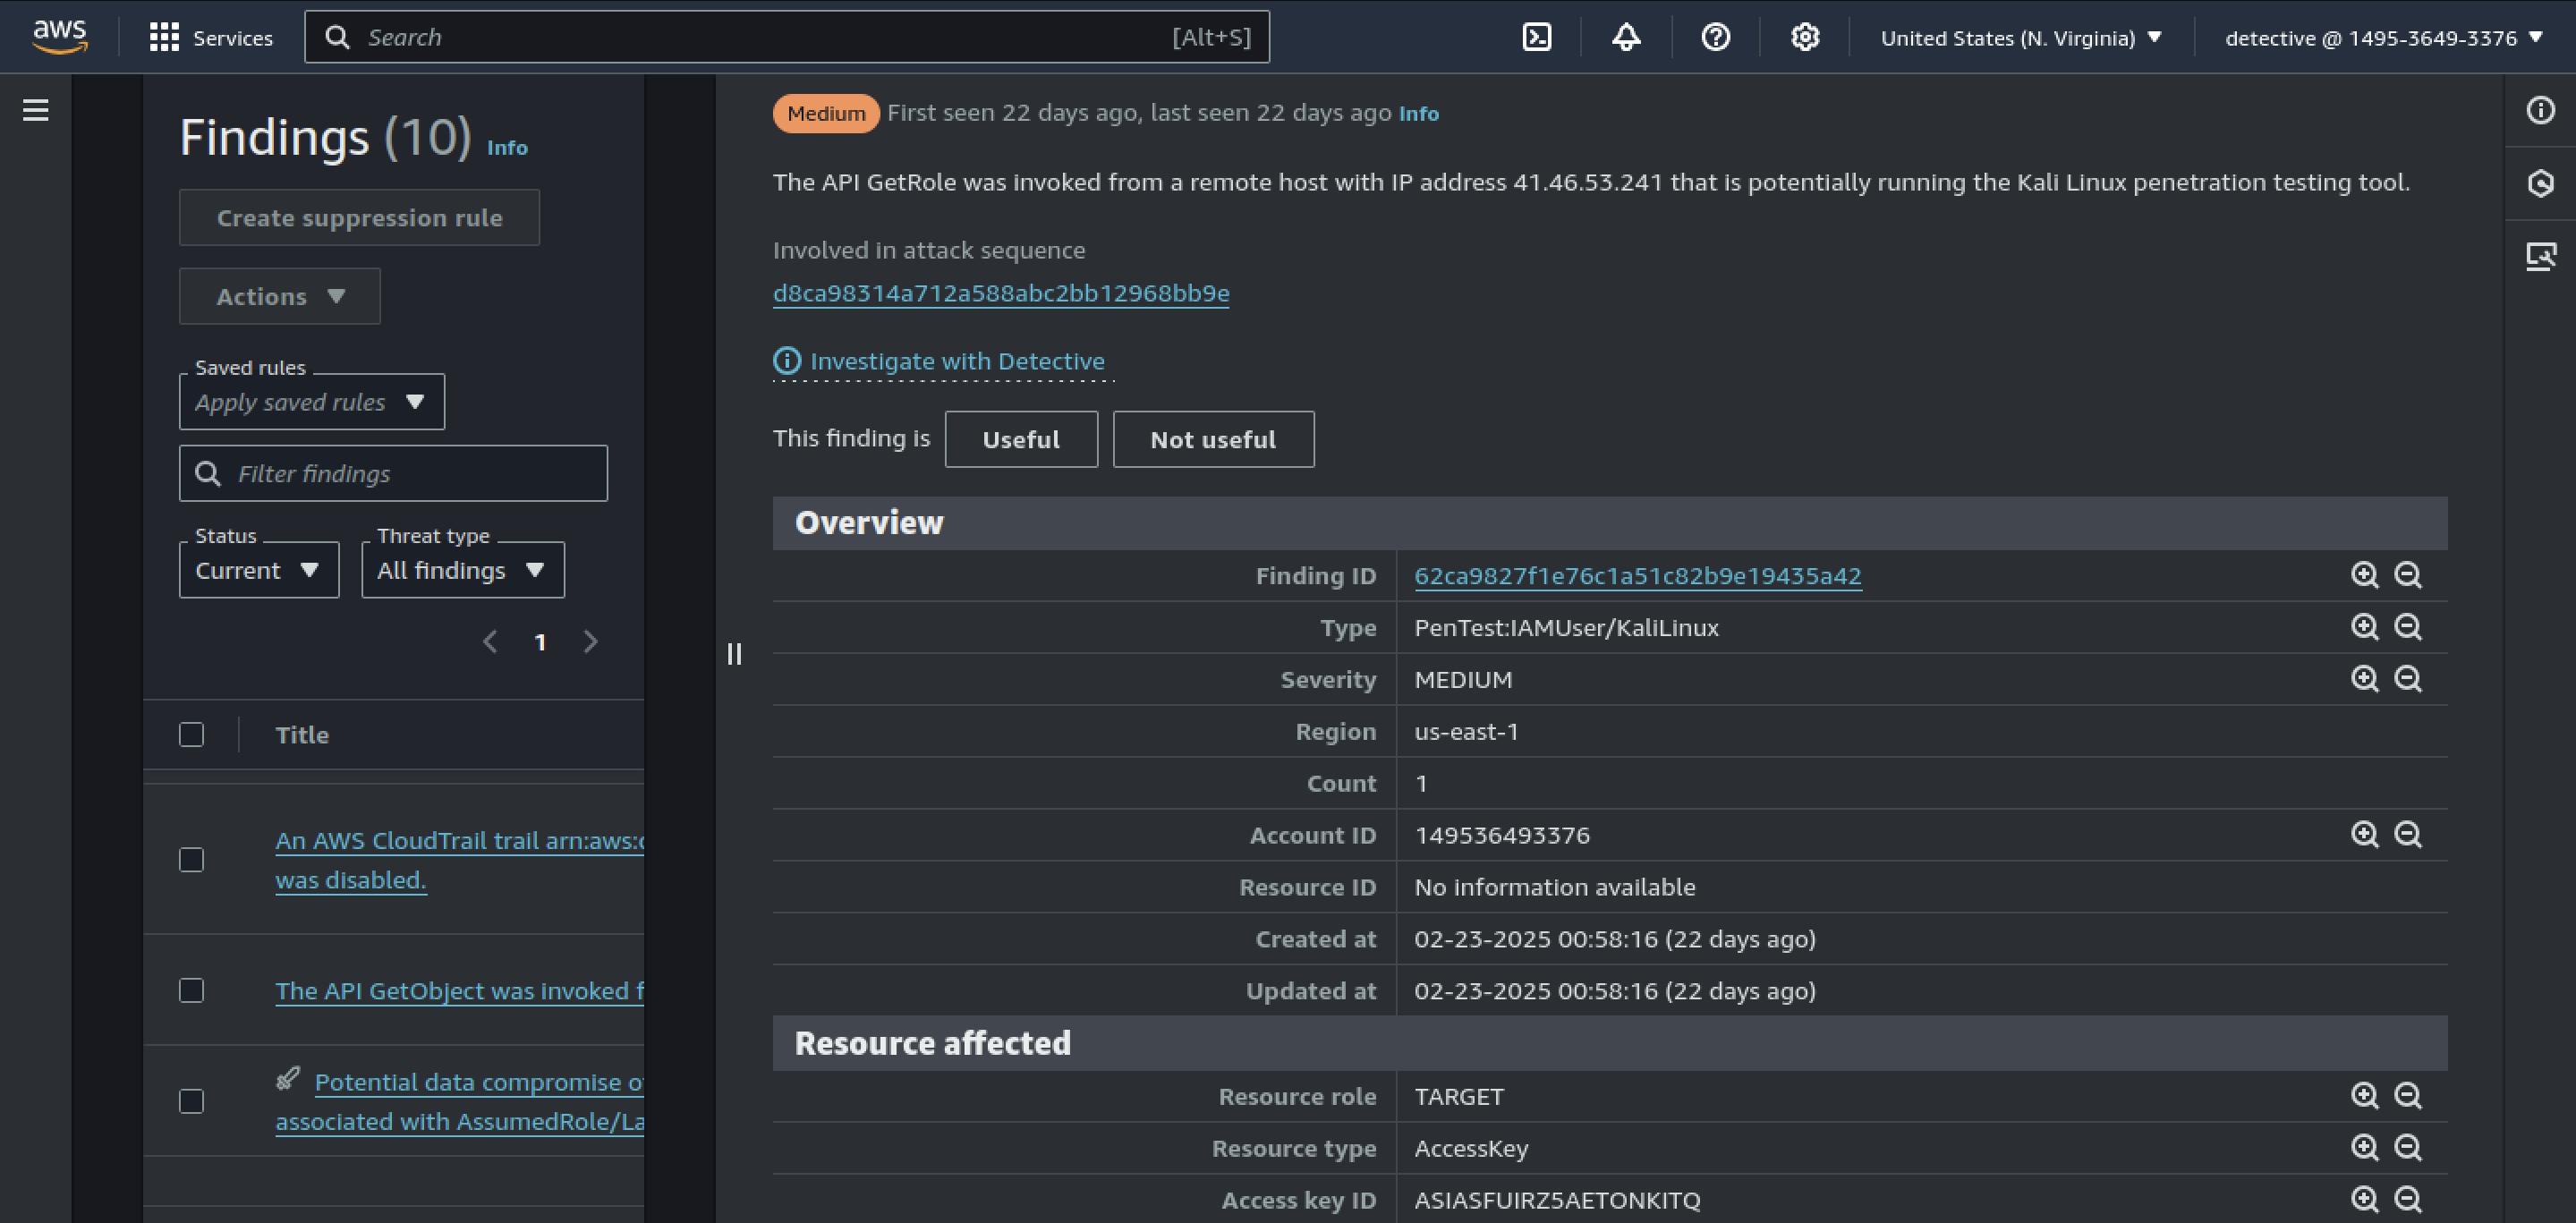 aws
Services
Search [Alt+S]
United States (N. Virginia)
detective @ 1495-3649-3376
Findings (10) Info
Create suppression rule
Actions
Saved rules
Apply saved rules
Filter findings
Status
Current
Threat type
All findings
1
Title
An AWS CloudTrail trail arn:aws:c
was disabled.
The API GetObject was invoked f
Potential data compromise o
associated with AssumedRole/La
Medium First seen 22 days ago, last seen 22 days ago Info
The API GetRole was invoked from a remote host with IP address 41.46.53.241 that is potentially running the Kali Linux penetration testing tool.
Involved in attack sequence
d8ca98314a712a588abc2bb12968bb9e
Investigate with Detective
This finding is Useful Not useful
Overview
Finding ID 62ca9827f1e76c1a51c82b9e19435a42
Type PenTest:IAMUser/KaliLinux
Severity MEDIUM
Region us-east-1
Count 1
Account ID 149536493376
Resource ID No information available
Created at 02-23-2025 00:58:16 (22 days ago)
Updated at 02-23-2025 00:58:16 (22 days ago)
Resource affected
Resource role TARGET
Resource type AccessKey
Access key ID ASIASFUIRZ5AETONKITQ